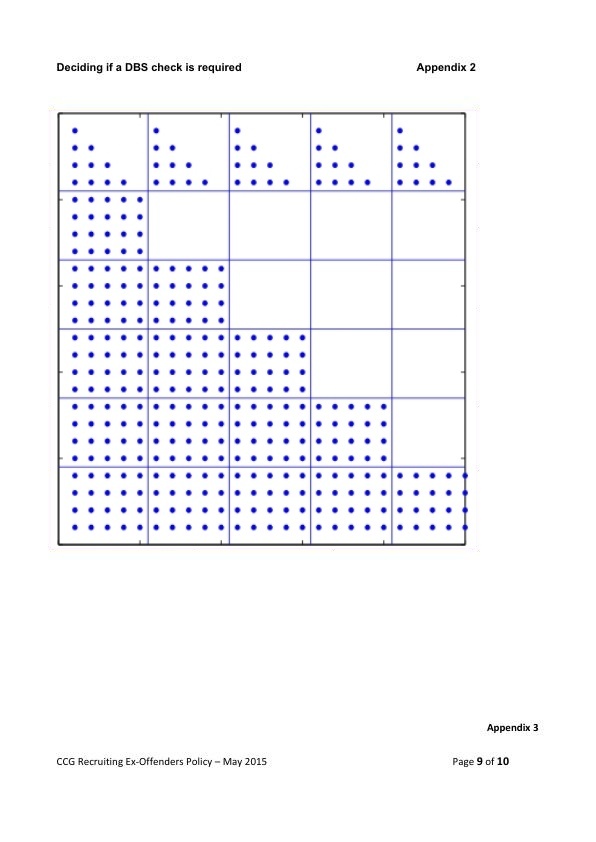 Deciding if a DBS check is required Appendix 2
Appendix 3
CCG Recruiting Ex-Offenders Policy – May 2015 Page 9 of 10